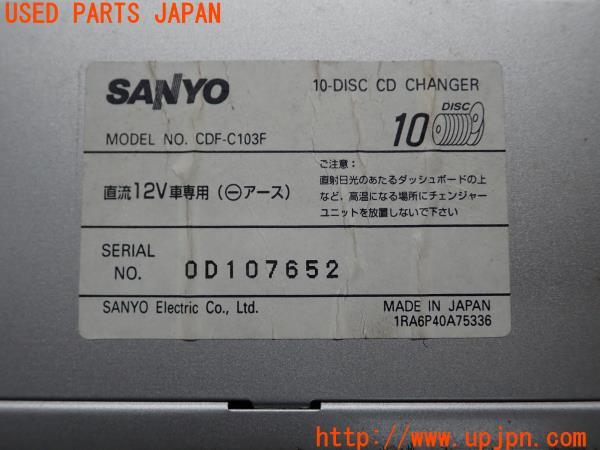 USED PARTS JAPAN
SANYO
10-DISC CD CHANGER
MODEL NO. CDF-C103F
10 DISC
直流12V車専用（⊖アース）
ご注意：
直射日光のあたるダッシュボードの上
など、高温になる場所にチェンジャー
ユニットを放置しないで下さい
SERIAL
NO. 0D107652
SANYO Electric Co., Ltd.
MADE IN JAPAN
1RA6P40A75336
http://www.upjpn.com